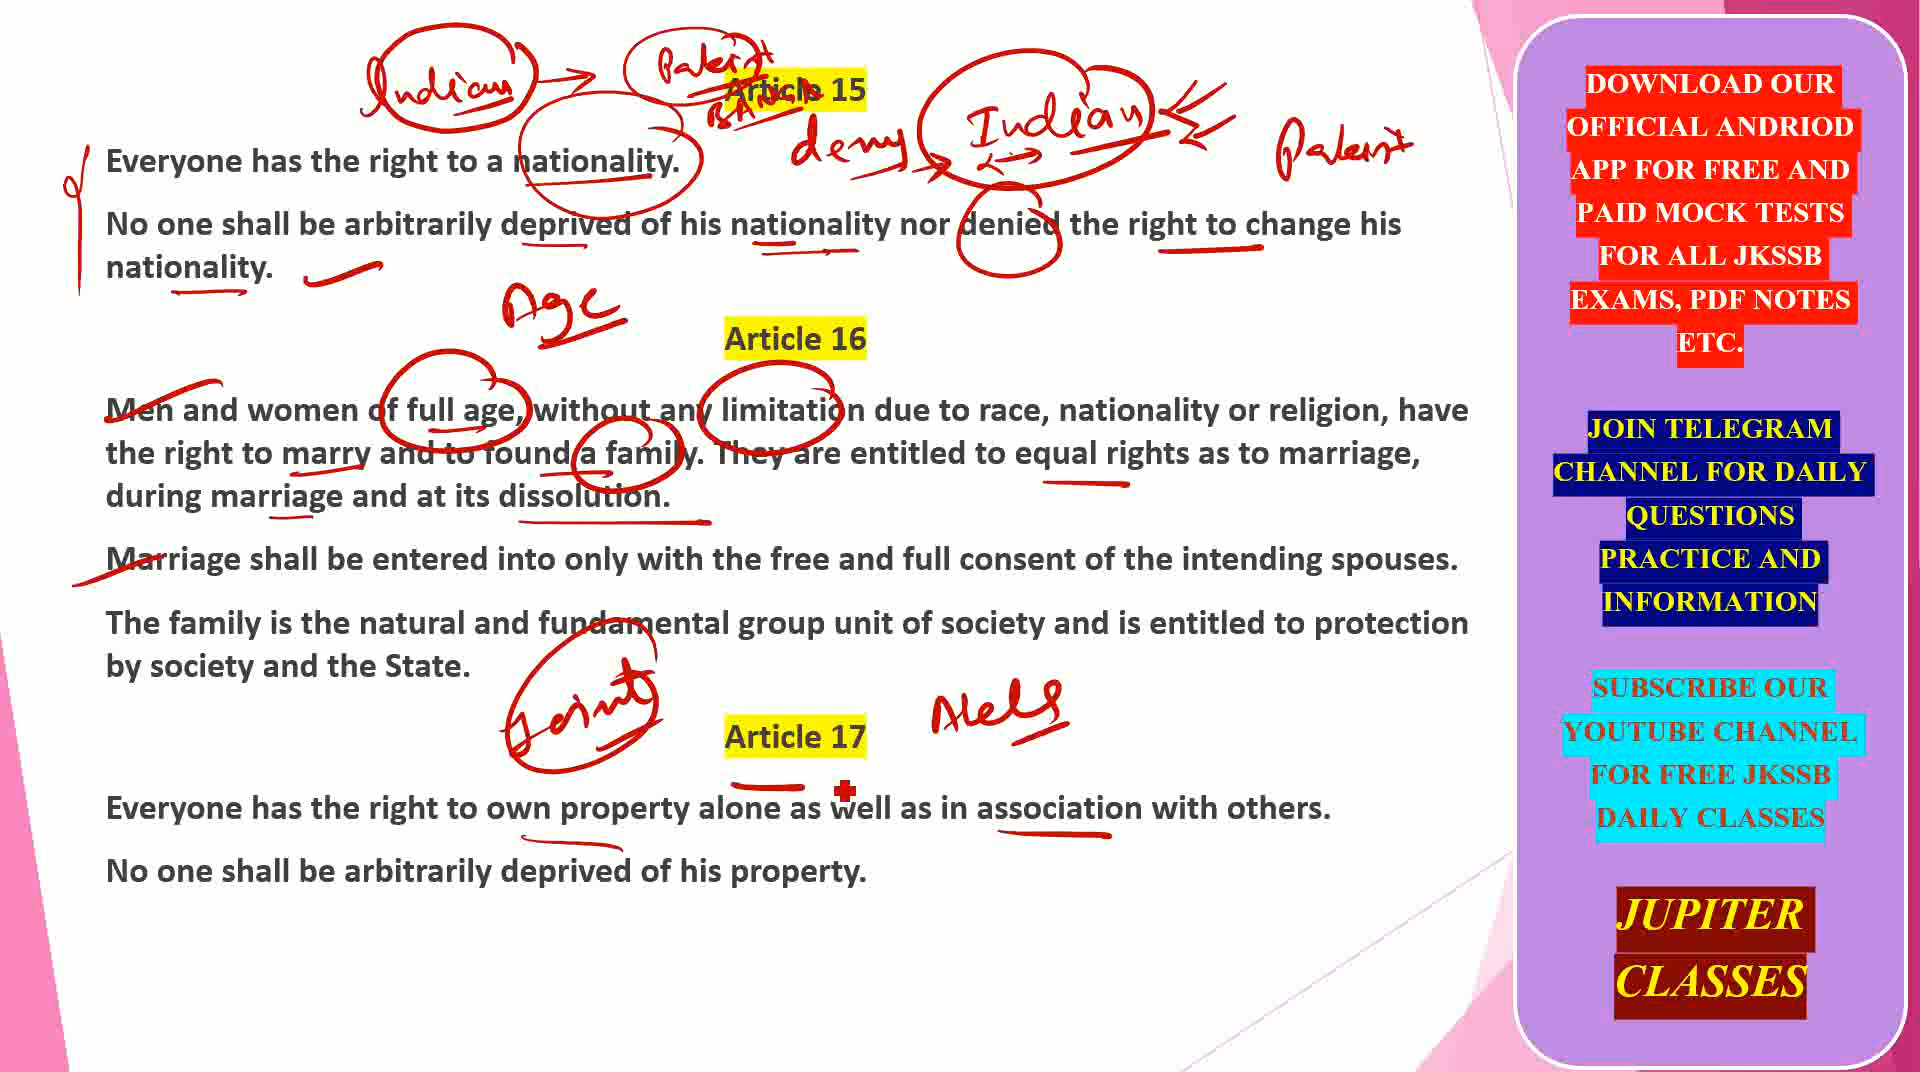 Indian
Pakist
Article 15
BANGA
deny
Indian
Pakist
Everyone has the right to a nationality.
No one shall be arbitrarily deprived of his nationality nor denied the right to change his
nationality.
Age
Article 16
Men and women of full age, without any limitation due to race, nationality or religion, have
the right to marry and to found a family. They are entitled to equal rights as to marriage,
during marriage and at its dissolution.
Marriage shall be entered into only with the free and full consent of the intending spouses.
The family is the natural and fundamental group unit of society and is entitled to protection
by society and the State.
Joint
Article 17
Everyone has the right to own property alone as well as in association with others.
No one shall be arbitrarily deprived of his property.
DOWNLOAD OUR
OFFICIAL ANDRIOD
APP FOR FREE AND
PAID MOCK TESTS
FOR ALL JKSSB
EXAMS, PDF NOTES
ETC.
JOIN TELEGRAM
CHANNEL FOR DAILY
QUESTIONS
PRACTICE AND
INFORMATION
SUBSCRIBE OUR
YOUTUBE CHANNEL
FOR FREE JKSSB
DAILY CLASSES
JUPITER
CLASSES